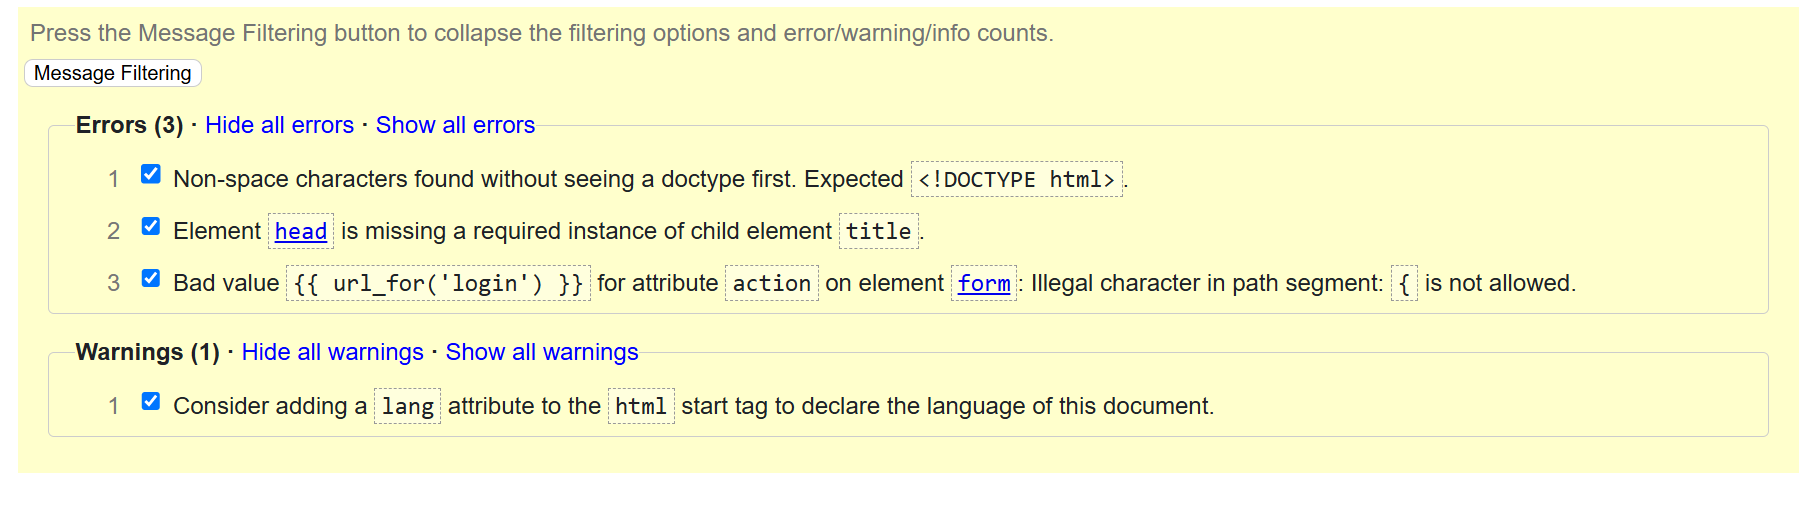 Press the Message Filtering button to collapse the filtering options and error/warning/info counts.
Message Filtering
Errors (3) · Hide all errors · Show all errors
1 Non-space characters found without seeing a doctype first. Expected <!DOCTYPE html>.
2 Element head is missing a required instance of child element title.
3 Bad value {{ url_for('login') }} for attribute action on element form: Illegal character in path segment: { is not allowed.
Warnings (1) · Hide all warnings · Show all warnings
1 Consider adding a lang attribute to the html start tag to declare the language of this document.